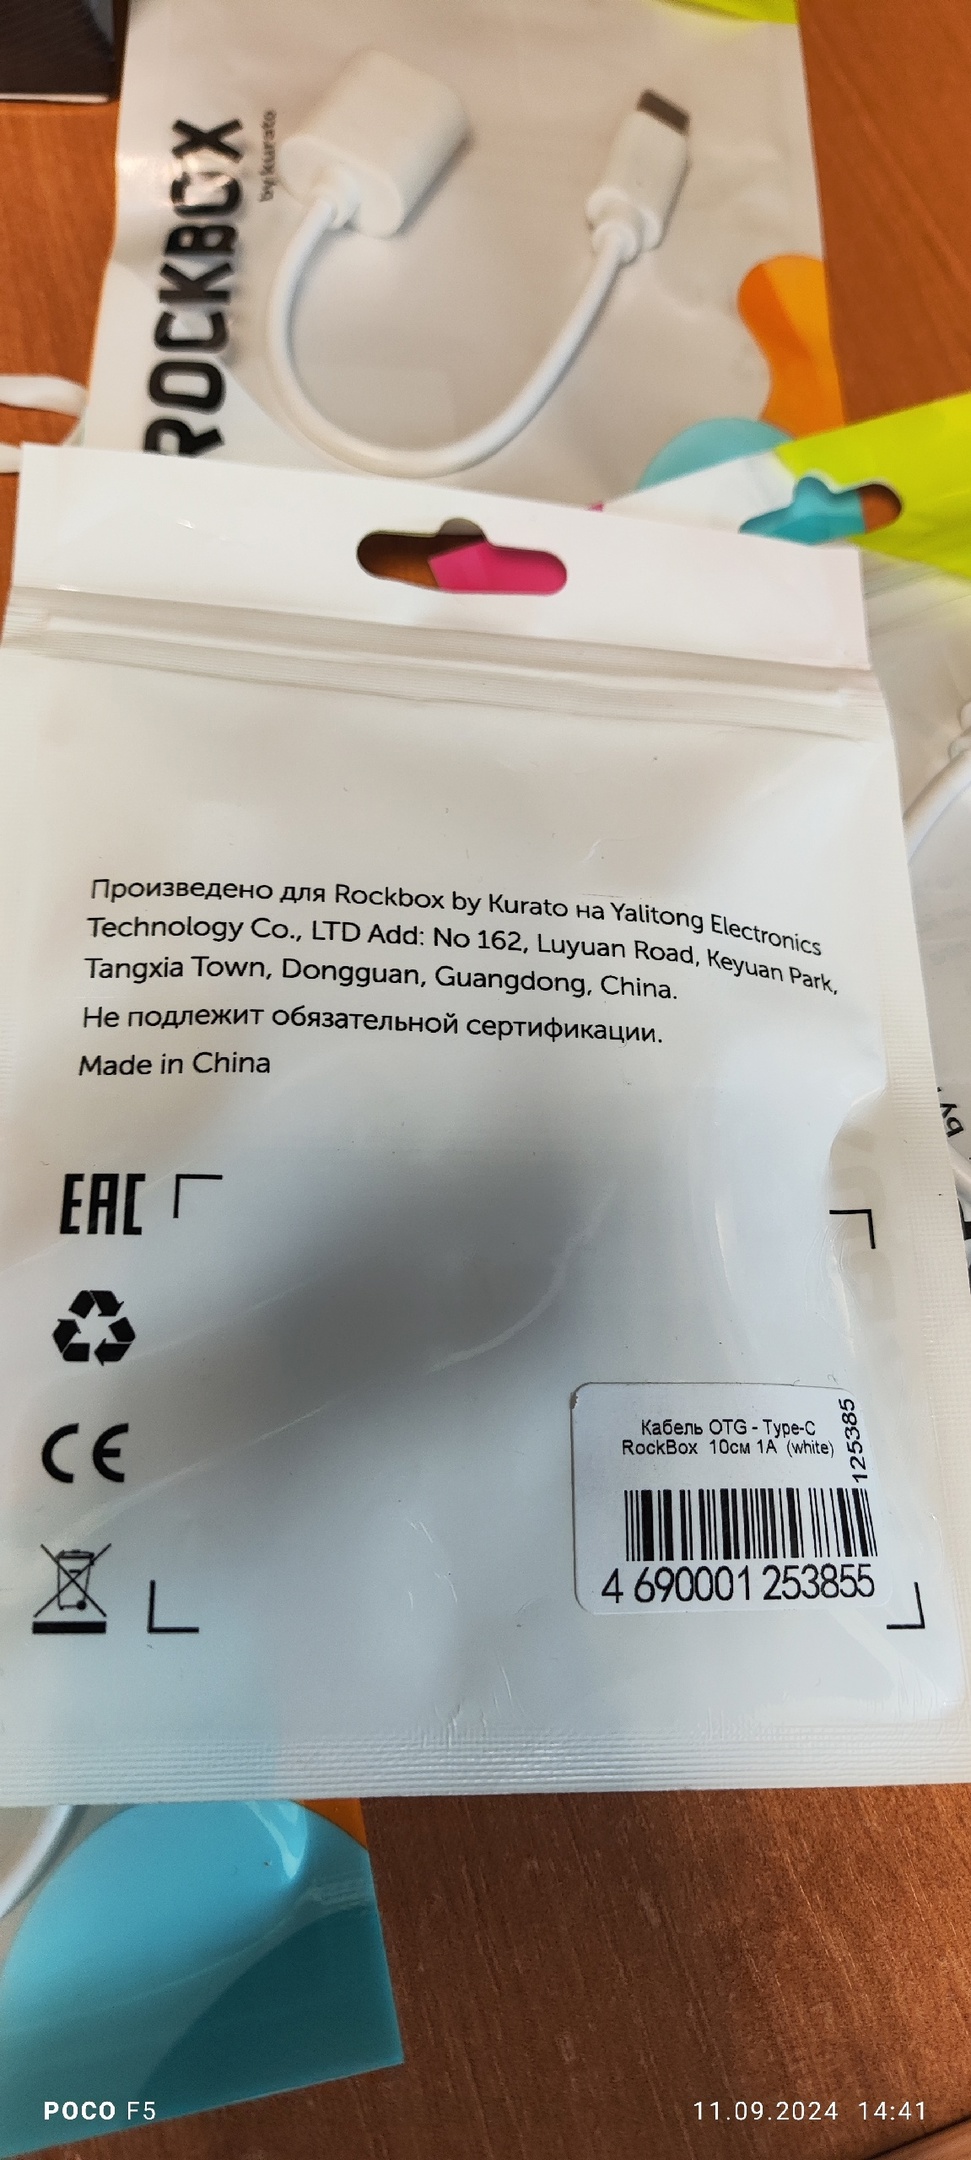 ROCKBOX
by kurato
Произведено для Rockbox by Kurato на Yalitong Electronics
Technology Co., LTD Add: No 162, Luyuan Road, Keyuan Park,
Tangxia Town, Dongguan, Guangdong, China.
Не подлежит обязательной сертификации.
Made in China
by
EAC
CE
Кабель OTG - Type-C
RockBox 10см 1A (white)
125385
4 690001 253855
POCO F5
11.09.2024 14:41